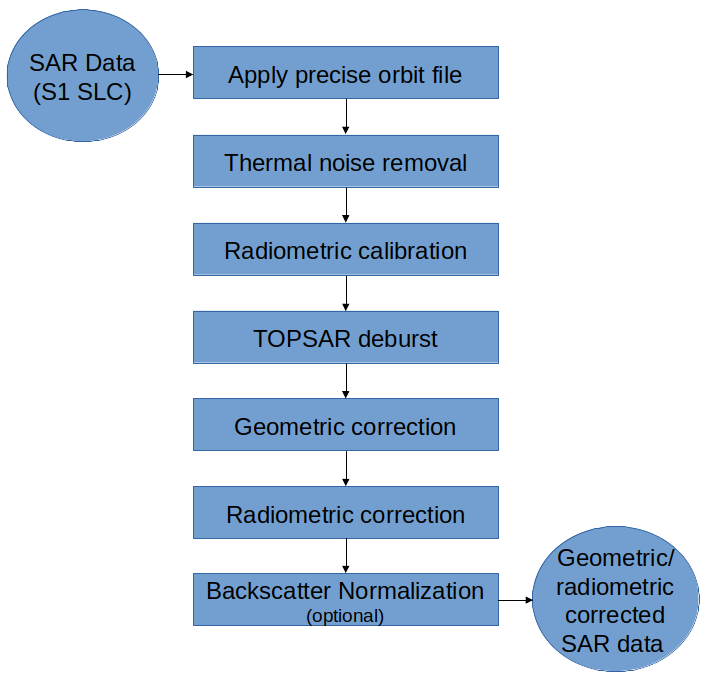 SAR Data
(S1 SLC)
Apply precise orbit file
Thermal noise removal
Radiometric calibration
TOPSAR deburst
Geometric correction
Radiometric correction
Backscatter Normalization
(optional)
Geometric/
radiometric
corrected
SAR data